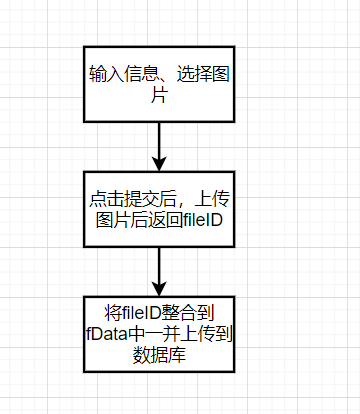 输入信息、选择图
片
点击提交后，上传
图片后返回fileID
将fileID整合到
fData中一并上传到
数据库